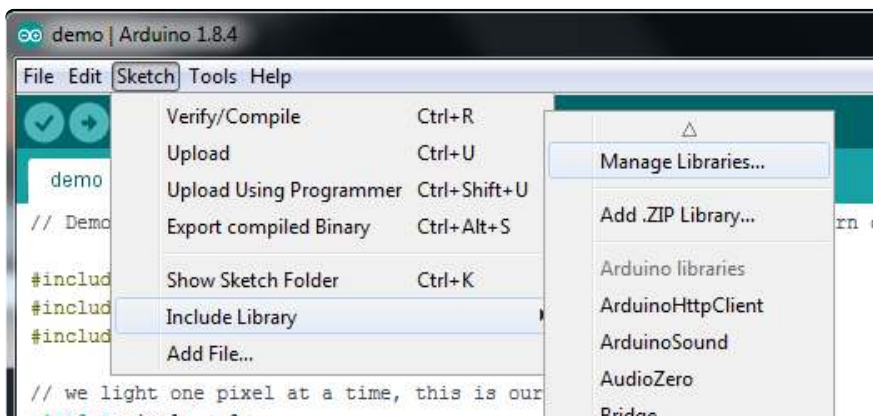 demo | Arduino 1.8.4
File Edit Sketch Tools Help
Verify/Compile Ctrl+R
Upload Ctrl+U
Upload Using Programmer Ctrl+Shift+U
Export compiled Binary Ctrl+Alt+S
Show Sketch Folder Ctrl+K
Include Library
Add File...
Manage Libraries...
Add .ZIP Library...
Arduino libraries
ArduinoHttpClient
ArduinoSound
AudioZero
Bridge
demo
// Demo
#includ
#includ
#includ
// we light one pixel at a time, this is our